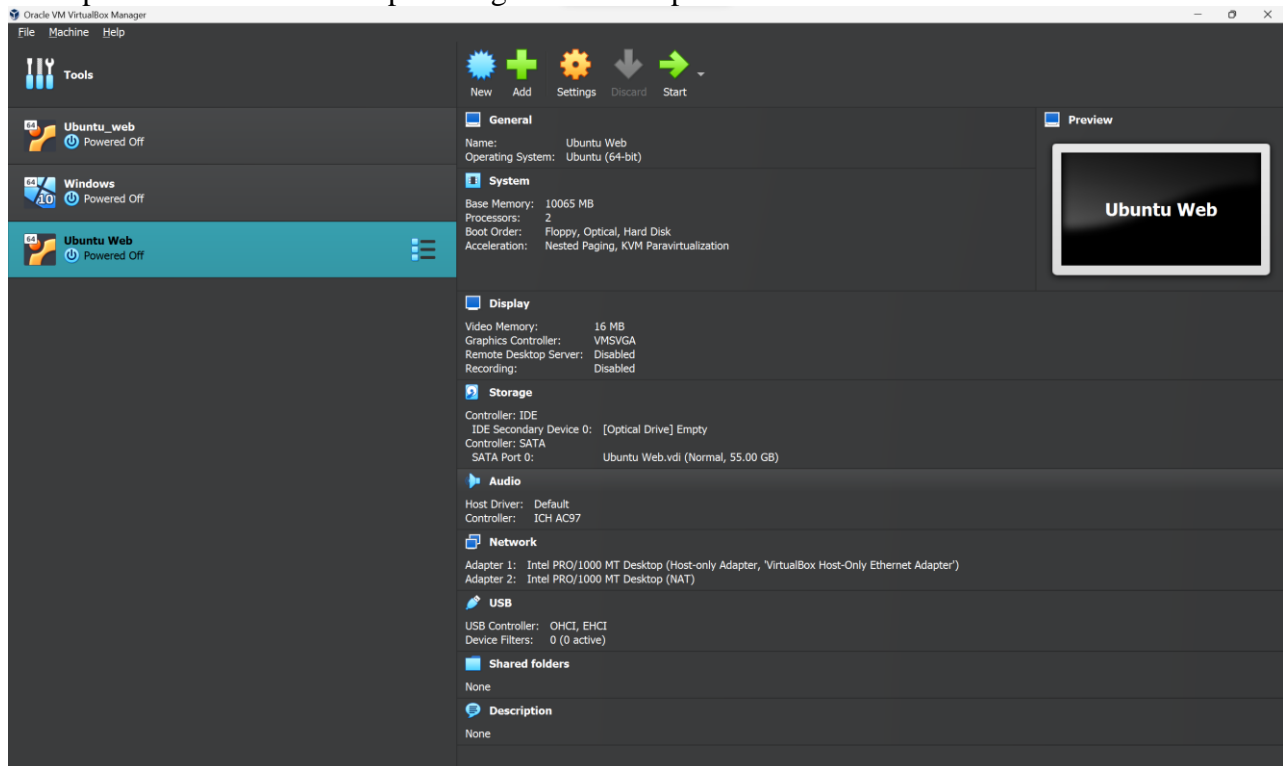 Oracle VM VirtualBox Manager
File Machine Help
Tools
New Add Settings Discard Start
64
Ubuntu_web
Powered Off
64
10
Windows
Powered Off
64
Ubuntu Web
Powered Off
General
Name: Ubuntu Web
Operating System: Ubuntu (64-bit)
Preview
Ubuntu Web
System
Base Memory: 10065 MB
Processors: 2
Boot Order: Floppy, Optical, Hard Disk
Acceleration: Nested Paging, KVM Paravirtualization
Display
Video Memory: 16 MB
Graphics Controller: VMSVGA
Remote Desktop Server: Disabled
Recording: Disabled
Storage
Controller: IDE
IDE Secondary Device 0: [Optical Drive] Empty
Controller: SATA
SATA Port 0: Ubuntu Web.vdi (Normal, 55.00 GB)
Audio
Host Driver: Default
Controller: ICH AC97
Network
Adapter 1: Intel PRO/1000 MT Desktop (Host-only Adapter, 'VirtualBox Host-Only Ethernet Adapter')
Adapter 2: Intel PRO/1000 MT Desktop (NAT)
USB
USB Controller: OHCI, EHCI
Device Filters: 0 (0 active)
Shared folders
None
Description
None